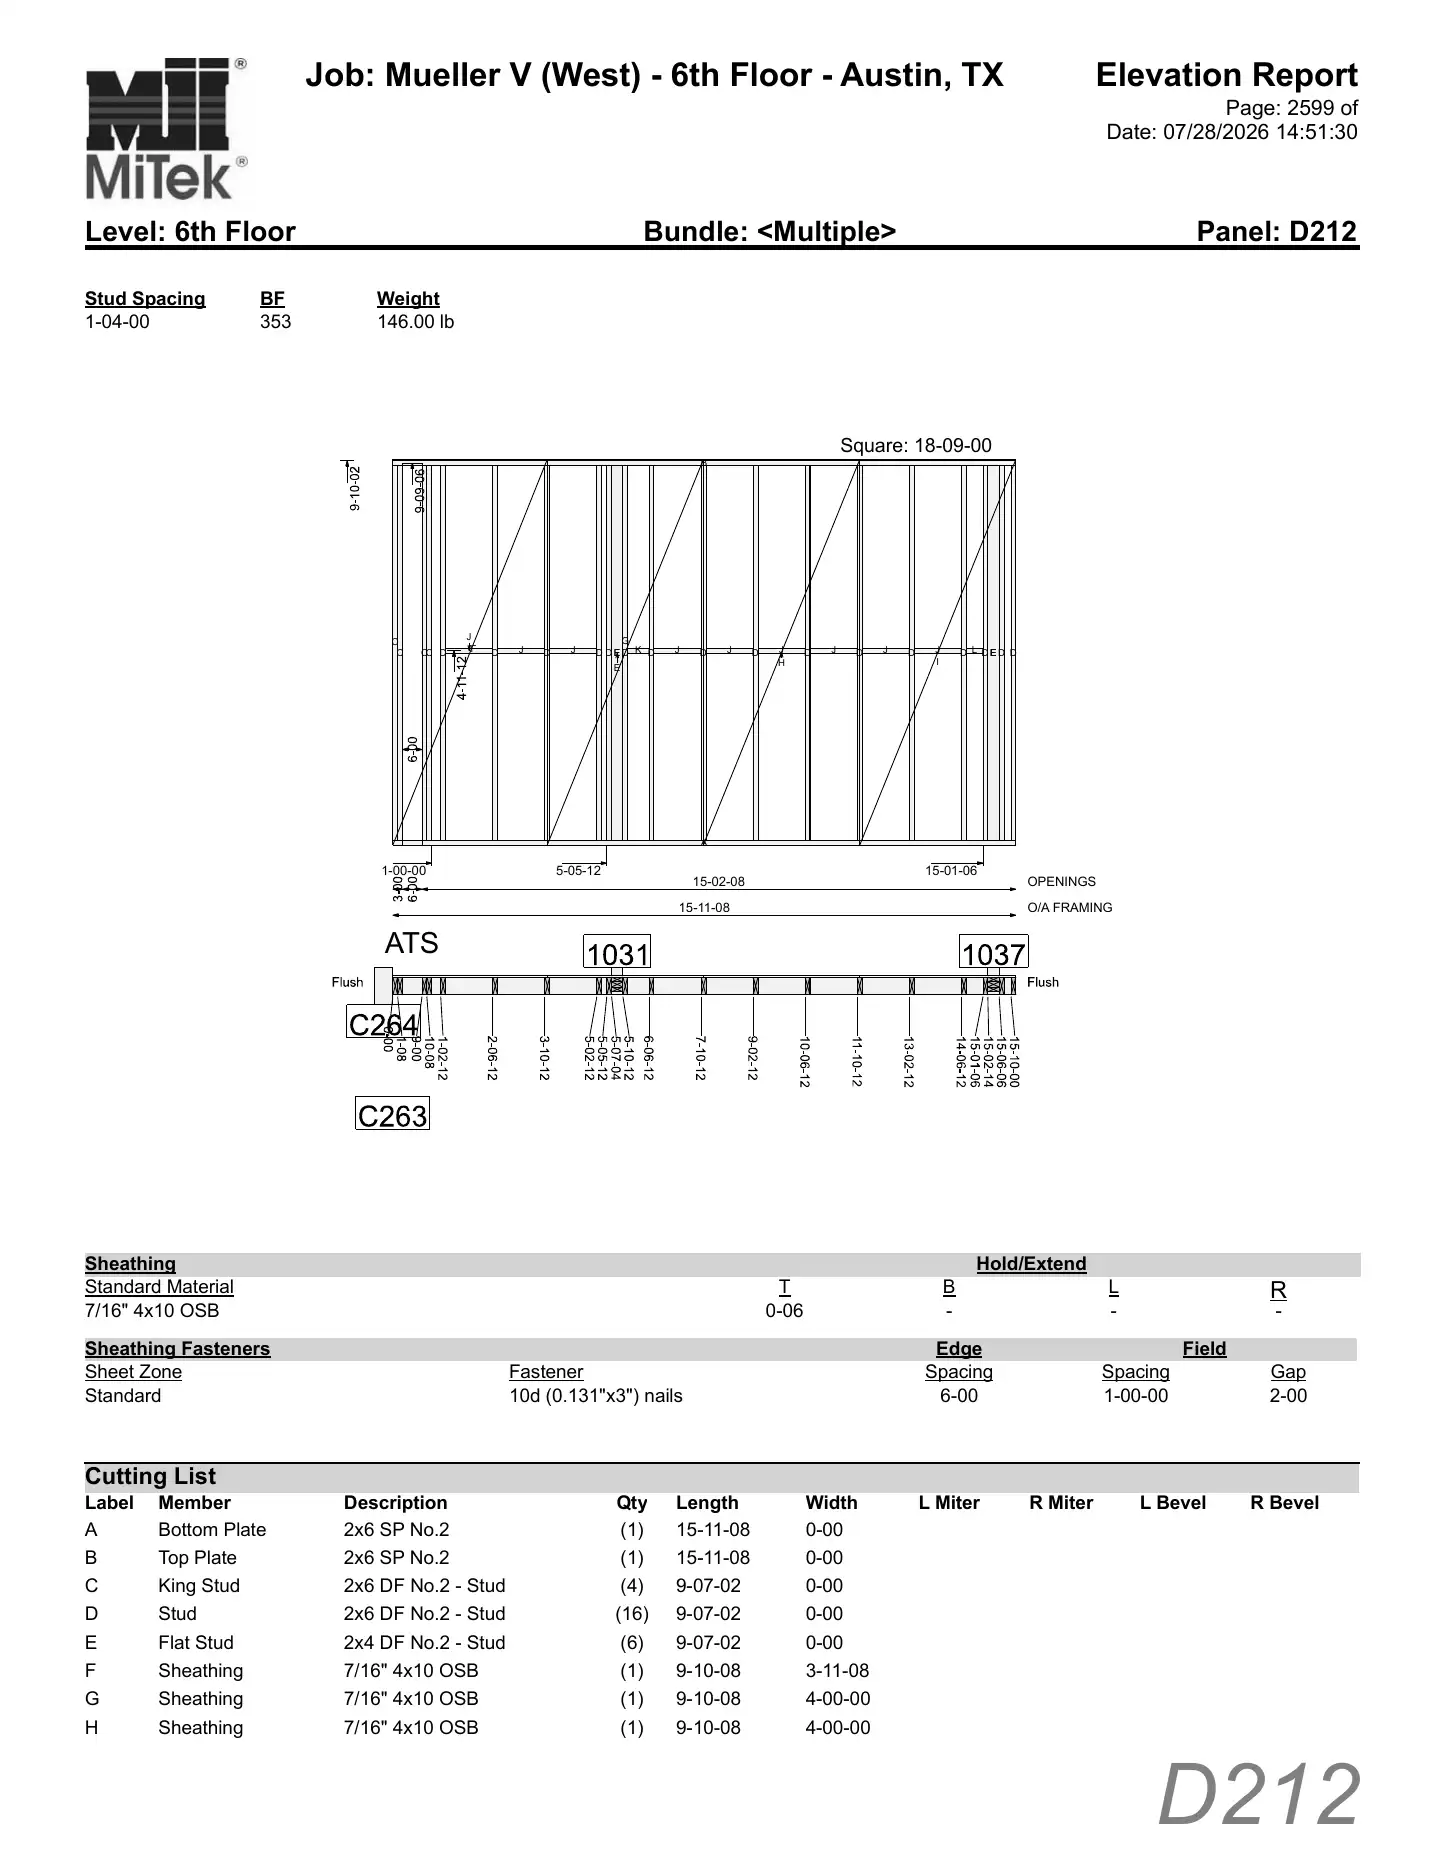 Job: Mueller V (West) - 6th Floor - Austin, TX
Elevation Report
Page: 2599 of
Date: 07/28/2026 14:51:30
MiTek®
Level: 6th Floor Bundle: <Multiple> Panel: D212
Stud Spacing BF Weight
1-04-00 353 146.00 lb
Square: 18-09-00
9-10-02
9-09-06
J
G
J J E K J J J J J J L E
E H I
4-11-12
6-00
1-00-00 5-05-12 15-01-06
3-00 6-00 15-02-08 OPENINGS
15-11-08 O/A FRAMING
ATS 1031 1037
Flush Flush
C264
1-08 9-00 10-08 1-02-12 2-06-12 3-10-12 5-02-12 5-05-12 5-07-04 5-10-12 6-06-12 7-10-12 9-02-12 10-06-12 11-10-12 13-02-12 14-06-12 15-01-06 15-02-14 15-06-06 15-10-00
C263
Sheathing Hold/Extend
Standard Material T B L R
7/16" 4x10 OSB 0-06 - - - 
Sheathing Fasteners Edge Field
Sheet Zone Fastener Spacing Spacing Gap
Standard 10d (0.131"x3") nails 6-00 1-00-00 2-00
Cutting List
Label Member Description Qty Length Width L Miter R Miter L Bevel R Bevel
A Bottom Plate 2x6 SP No.2 (1) 15-11-08 0-00
B Top Plate 2x6 SP No.2 (1) 15-11-08 0-00
C King Stud 2x6 DF No.2 - Stud (4) 9-07-02 0-00
D Stud 2x6 DF No.2 - Stud (16) 9-07-02 0-00
E Flat Stud 2x4 DF No.2 - Stud (6) 9-07-02 0-00
F Sheathing 7/16" 4x10 OSB (1) 9-10-08 3-11-08
G Sheathing 7/16" 4x10 OSB (1) 9-10-08 4-00-00
H Sheathing 7/16" 4x10 OSB (1) 9-10-08 4-00-00
D212